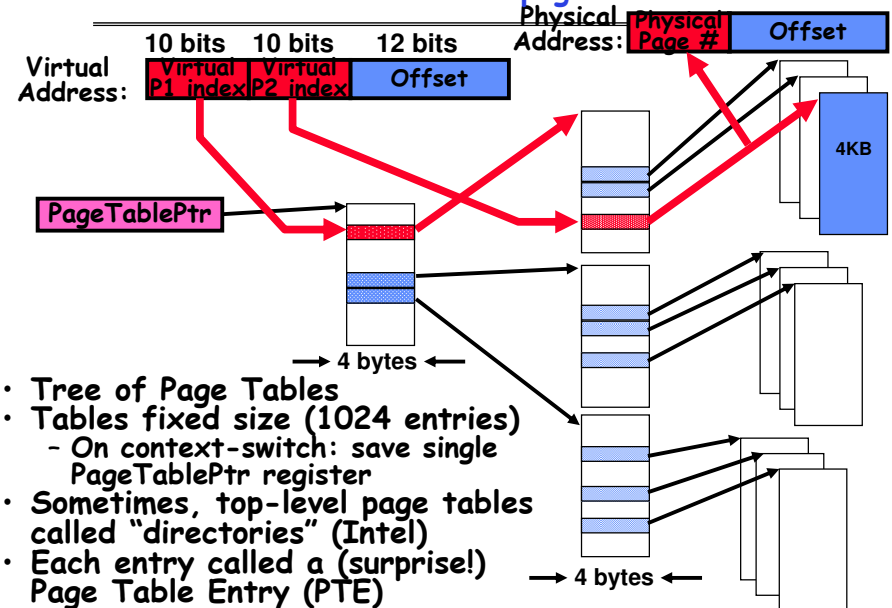 Physical Address:
Physical Page #
Offset
10 bits 10 bits 12 bits
Virtual Address:
Virtual P1 index
Virtual P2 index
Offset
4KB
PageTablePtr
4 bytes
• Tree of Page Tables
• Tables fixed size (1024 entries)
– On context-switch: save single
PageTablePtr register
• Sometimes, top-level page tables
called “directories” (Intel)
• Each entry called a (surprise!)
Page Table Entry (PTE)
4 bytes